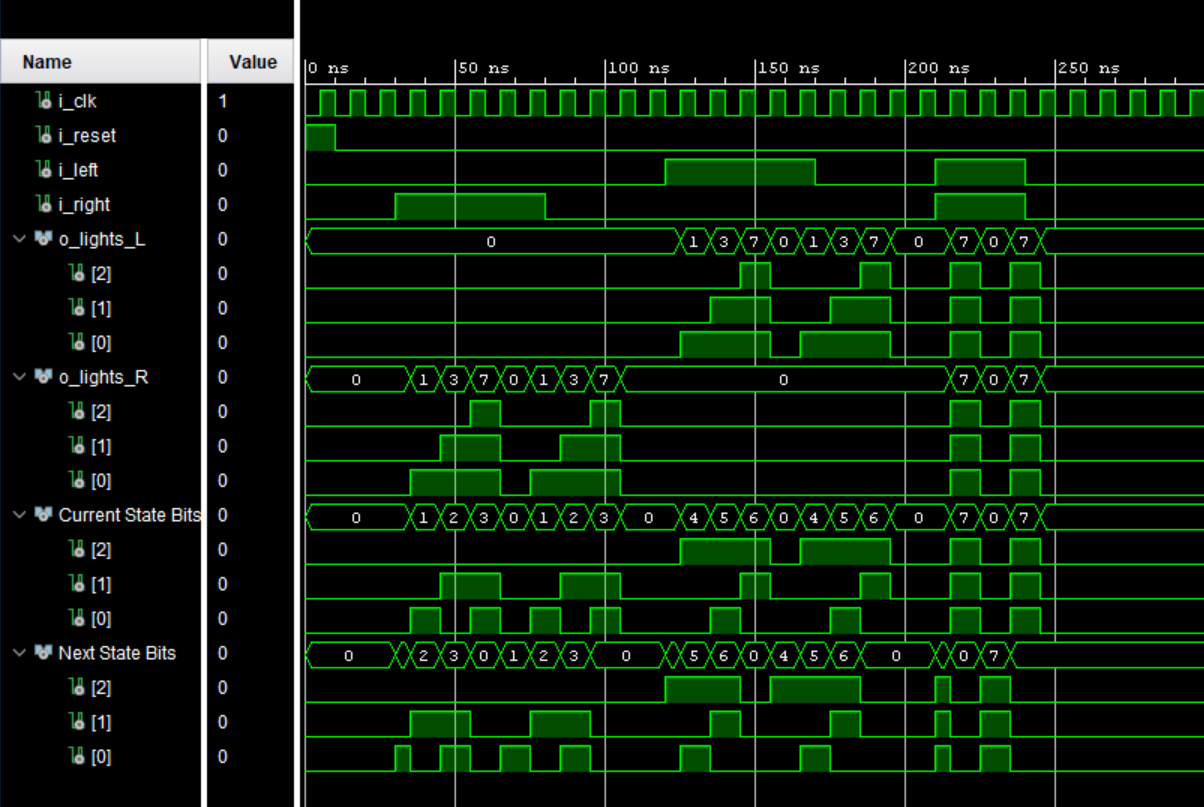 Name Value
0 ns 50 ns 100 ns 150 ns 200 ns 250 ns
i_clk 1
i_reset 0
i_left 0
i_right 0
o_lights_L 0 0 1 3 7 0 1 3 7 0 7 0 7
[2] 0
[1] 0
[0] 0
o_lights_R 0 0 1 3 7 0 1 3 7 0 7 0 7
[2] 0
[1] 0
[0] 0
Current State Bits 0 0 1 2 3 0 1 2 3 0 4 5 6 0 4 5 6 0 7 0 7
[2] 0
[1] 0
[0] 0
Next State Bits 0 0 2 3 0 1 2 3 0 5 6 0 4 5 6 0 0 7
[2] 0
[1] 0
[0] 0